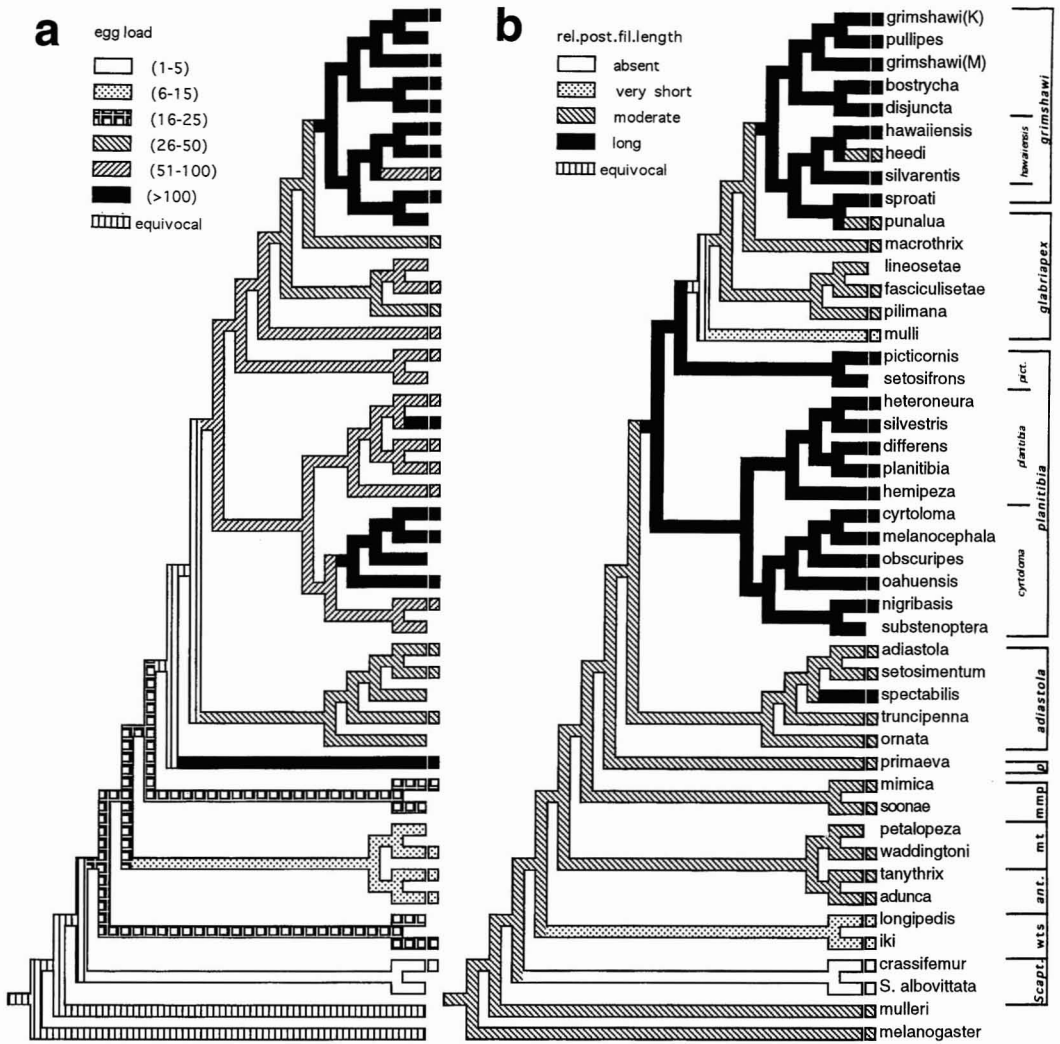 a
egg load
(1-5)
(6-15)
(16-25)
(26-50)
(51-100)
(>100)
equivocal
b
rel.post.fil.length
absent
very short
moderate
long
equivocal
grimshawi(K)
pullipes
grimshawi(M)
bostrycha
disjuncta
hawaiiensis
heedi
silvarentis
sproati
punalua
macrothrix
lineosetae
fasciculisetae
pilimana
mulli
picticornis
setosifrons
heteroneura
silvestris
differens
planitibia
hemipeza
cyrtoloma
melanocephala
obscuripes
oahuensis
nigribasis
substenoptera
adiastola
setosimentum
spectabilis
truncipenna
ornata
primaeva
mimica
soonae
petalopeza
waddingtoni
tanythrix
adunca
longipedis
iki
crassifemur
S. albovittata
mulleri
melanogaster
hawaiiensis
grimshawi
glabriapex
pict.
planitibia
cyrtoloma
planitibia
adiastola
p
mmp
mt
ant.
wts
Scapt.